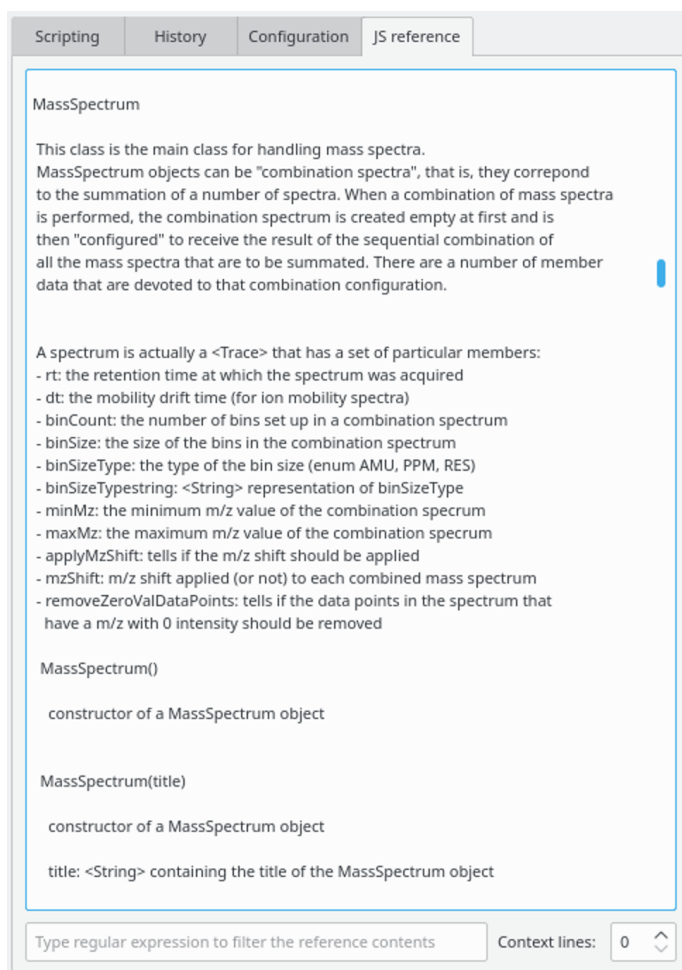 Scripting History Configuration JS reference
MassSpectrum
This class is the main class for handling mass spectra.
MassSpectrum objects can be "combination spectra", that is, they correpond
to the summation of a number of spectra. When a combination of mass spectra
is performed, the combination spectrum is created empty at first and is
then "configured" to receive the result of the sequential combination of
all the mass spectra that are to be summated. There are a number of member
data that are devoted to that combination configuration.
A spectrum is actually a <Trace> that has a set of particular members:
- rt: the retention time at which the spectrum was acquired
- dt: the mobility drift time (for ion mobility spectra)
- binCount: the number of bins set up in a combination spectrum
- binSize: the size of the bins in the combination spectrum
- binSizeType: the type of the bin size (enum AMU, PPM, RES)
- binSizeTypestring: <String> representation of binSizeType
- minMz: the minimum m/z value of the combination specrum
- maxMz: the maximum m/z value of the combination specrum
- applyMzShift: tells if the m/z shift should be applied
- mzShift: m/z shift applied (or not) to each combined mass spectrum
- removeZeroValDataPoints: tells if the data points in the spectrum that
have a m/z with 0 intensity should be removed
MassSpectrum()
constructor of a MassSpectrum object
MassSpectrum(title)
constructor of a MassSpectrum object
title: <String> containing the title of the MassSpectrum object
Type regular expression to filter the reference contents Context lines: 0